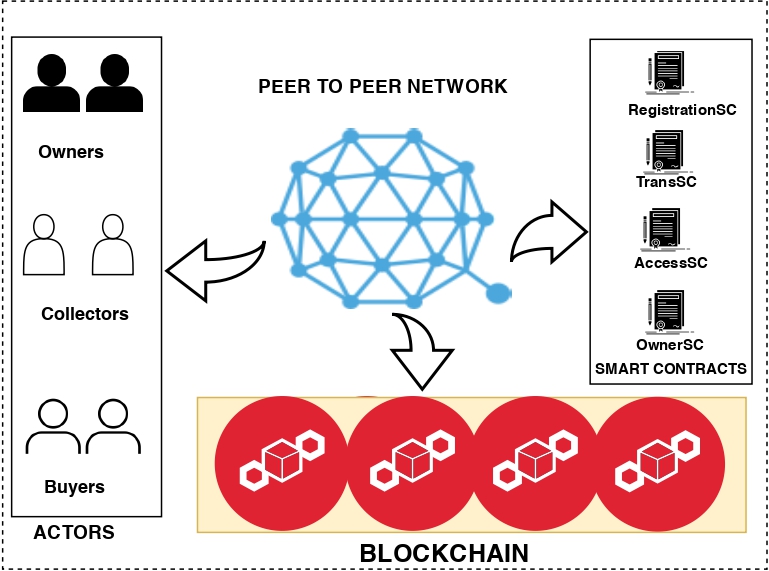 PEER TO PEER NETWORK
Owners
Collectors
Buyers
ACTORS
RegistrationSC
TransSC
AccessSC
OwnerSC
SMART CONTRACTS
BLOCKCHAIN